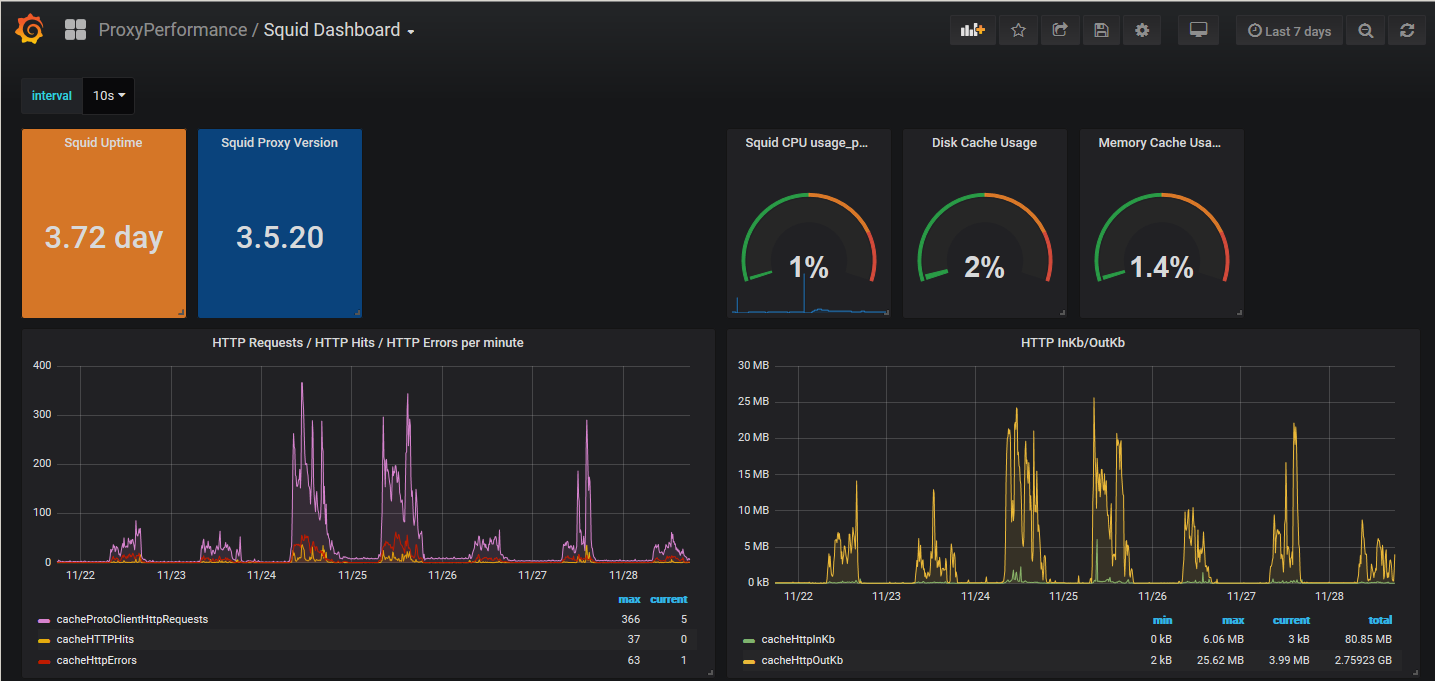 ProxyPerformance / Squid Dashboard
Last 7 days
interval 10s
Squid Uptime
3.72 day
Squid Proxy Version
3.5.20
Squid CPU usage_p...
1%
Disk Cache Usage
2%
Memory Cache Usa...
1.4%
HTTP Requests / HTTP Hits / HTTP Errors per minute
400
300
200
100
0
11/22 11/23 11/24 11/25 11/26 11/27 11/28
max current
cacheProtoClientHttpRequests 366 5
cacheHTTPHits 37 0
cacheHttpErrors 63 1
HTTP InKb/OutKb
30 MB
25 MB
20 MB
15 MB
10 MB
5 MB
0 kB
11/22 11/23 11/24 11/25 11/26 11/27 11/28
min max current total
cacheHttpInKb 0 kB 6.06 MB 3 kB 80.85 MB
cacheHttpOutKb 2 kB 25.62 MB 3.99 MB 2.75923 GB